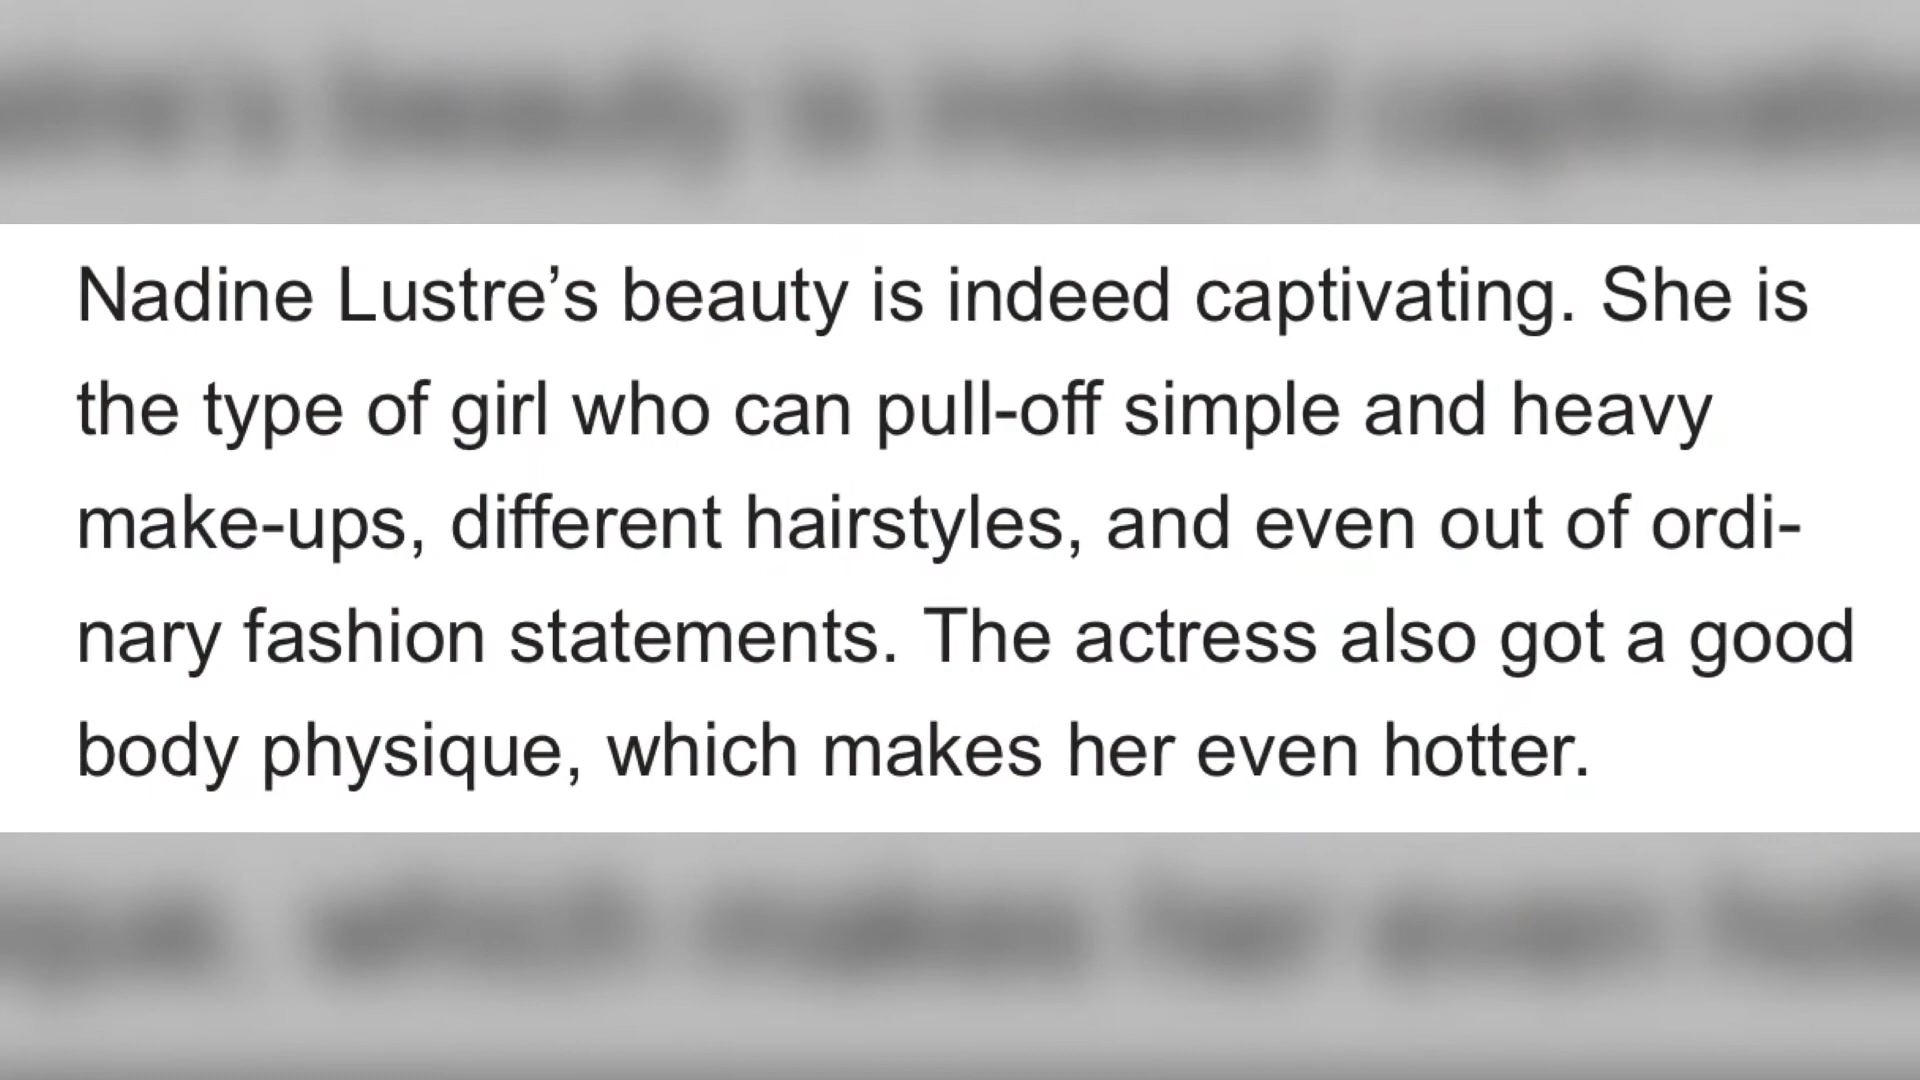 Nadine Lustre’s beauty is indeed captivating. She is
the type of girl who can pull-off simple and heavy
make-ups, different hairstyles, and even out of ordi-
nary fashion statements. The actress also got a good
body physique, which makes her even hotter.